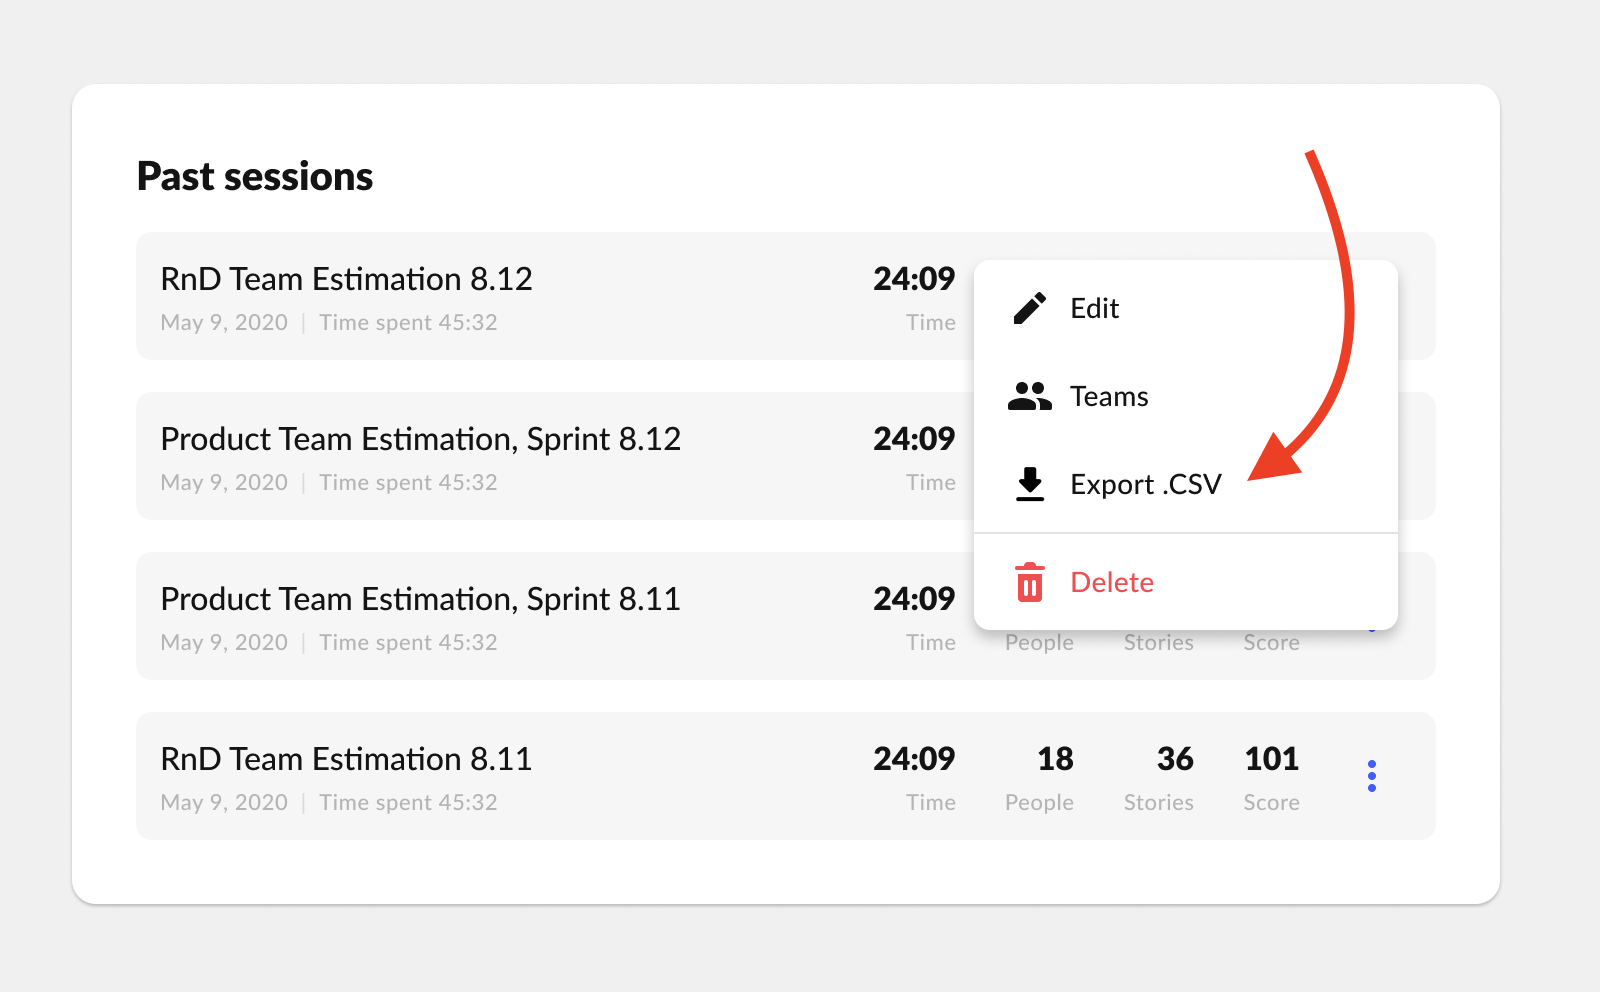 Past sessions
RnD Team Estimation 8.12
May 9, 2020 | Time spent 45:32
24:09
Time
Product Team Estimation, Sprint 8.12
May 9, 2020 | Time spent 45:32
24:09
Time
Product Team Estimation, Sprint 8.11
May 9, 2020 | Time spent 45:32
24:09
Time
People
Stories
Score
Edit
Teams
Export .CSV
Delete
RnD Team Estimation 8.11
May 9, 2020 | Time spent 45:32
24:09
Time
18
People
36
Stories
101
Score